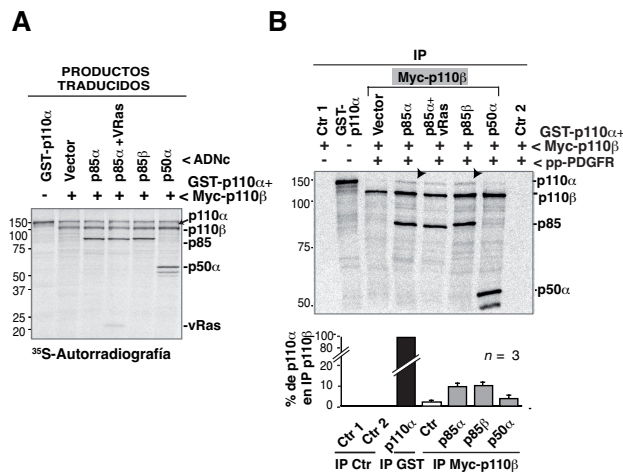 A
PRODUCTOS
TRADUCIDOS
GST-p110α
Vector
p85α
p85α +VRas
p85β
p50α
< ADNc
GST-p110α+
- + + + + + < Myc-p110β
150
100
75
50
37
25
20
p110α
p110β
p85
p50α
vRas
³⁵S-Autorradiografía
B
IP
Myc-p110β
Ctr 1
GST-
p110α
Vector
p85α
p85α+
vRas
p85β
p50α
Ctr 2
GST-p110α+
+ - + + + + + + < Myc-p110β
- - + + + + + + < pp-PDGFR
150
100
75
50
p110α
p110β
p85
p50α
% de p110α
en IP p110β
100
80
20
10
0
n = 3
Ctr 1
Ctr 2
p110α
Ctr
p85α
p85β
p50α
IP Ctr
IP GST
IP Myc-p110β